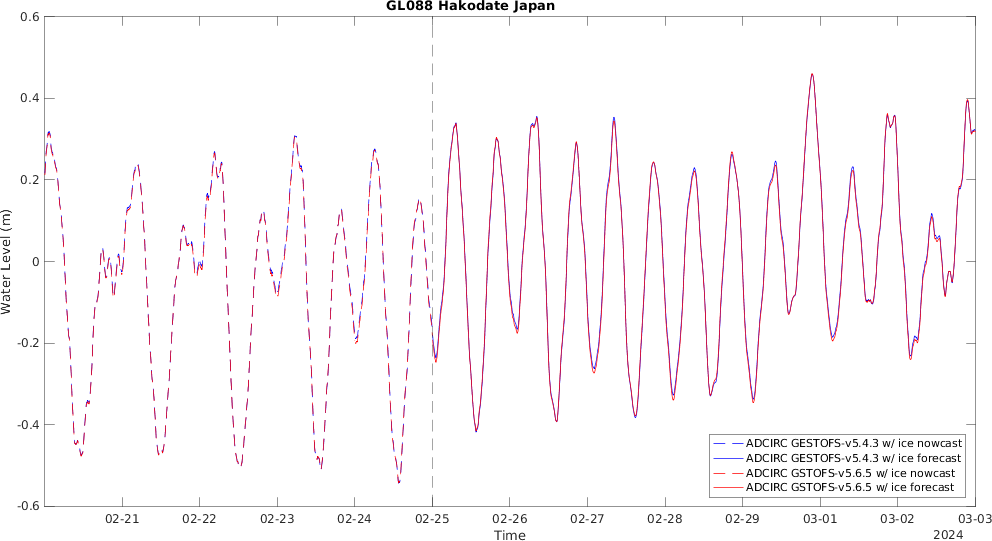 GL088 Hakodate Japan
0.6
0.4
0.2
0
-0.2
-0.4
-0.6
Water Level (m)
ADCIRC GESTOFS-v5.4.3 w/ ice nowcast
ADCIRC GESTOFS-v5.4.3 w/ ice forecast
ADCIRC GSTOFS-v5.6.5 w/ ice nowcast
ADCIRC GSTOFS-v5.6.5 w/ ice forecast
02-21 02-22 02-23 02-24 02-25 02-26 02-27 02-28 02-29 03-01 03-02 03-03
Time
2024